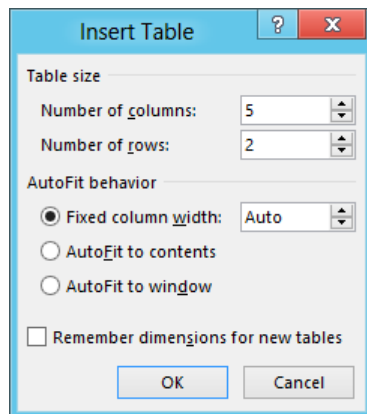 Insert Table ?
Table size
Number of columns: 5
Number of rows: 2
AutoFit behavior
Fixed column width: Auto
AutoFit to contents
AutoFit to window
Remember dimensions for new tables
OK Cancel